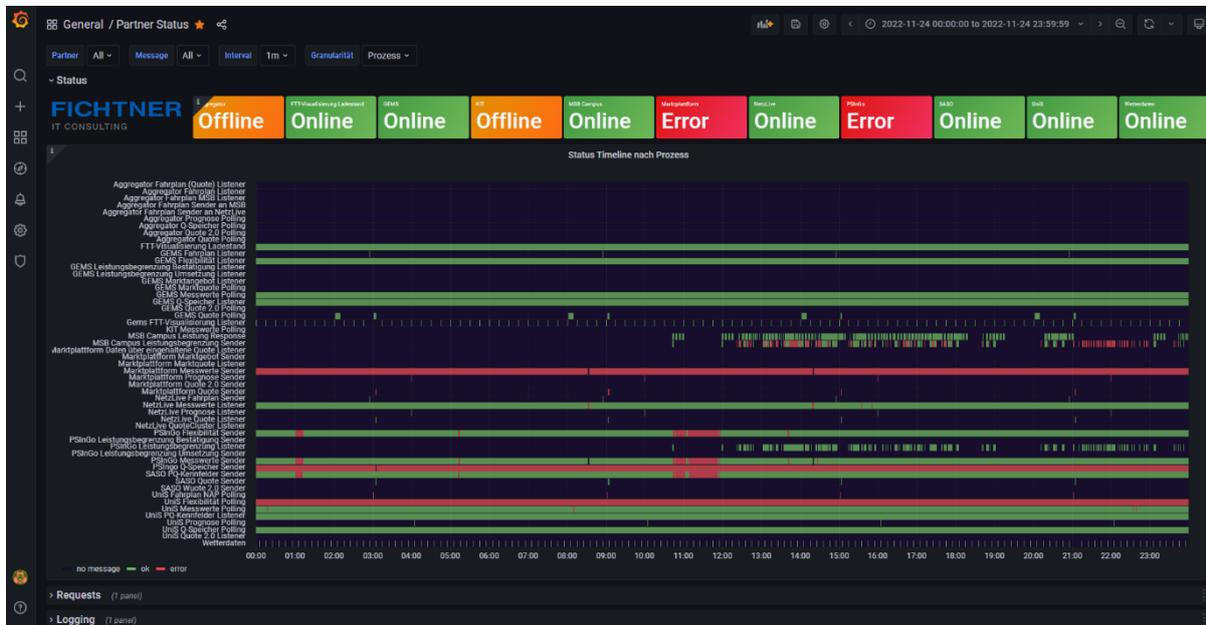 General / Partner Status
2022-11-24 00:00:00 to 2022-11-24 23:59:59
Partner All Message All Interval 1m Granularität Prozess
Status
FICHTNER
IT CONSULTING
Offline
FTT-Visualisierung Ladestand
Online
GEMS
Online
KIT
Offline
MSB Campus
Online
Marktplattform
Error
NetzLive
Online
PSInGo
Error
SASO
Online
UniS
Online
Wetterdaten
Online
Status Timeline nach Prozess
Aggregator Fahrplan (Quote) Listener
Aggregator Fahrplan Listener
Aggregator Fahrplan MSB Listener
Aggregator Fahrplan Sender an MSB
Aggregator Fahrplan Sender an NetzLive
Aggregator Prognose Polling
Aggregator Q-Speicher Polling
Aggregator Quote 2.0 Polling
Aggregator Quote Polling
FTT-Visualisierung Ladestand
GEMS Fahrplan Listener
GEMS Flexibilität Listener
GEMS Leistungsbegrenzung Bestätigung Listener
GEMS Leistungsbegrenzung Umsetzung Listener
GEMS Marktangebot Listener
GEMS Marktquote Listener
GEMS Messwerte Polling
GEMS Q-Speicher Listener
GEMS Quote 2.0 Polling
GEMS Quote Polling
Gems FTT-Visualisierung Listener
KIT Messwerte Polling
MSB Campus Leistung Response
MSB Campus Leistungsbegrenzung Sender
Marktplattform Daten über eingehaltene Quote Listener
Marktplattform Marktgebot Sender
Marktplattform Marktquote Listener
Marktplattform Messwerte Sender
Marktplattform Prognose Sender
Marktplattform Quote 2.0 Sender
Marktplattform Quote Sender
NetzLive Fahrplan Sender
NetzLive Messwerte Listener
NetzLive Prognose Listener
NetzLive Quote Listener
NetzLive QuoteCluster Listener
PSInGo Flexibilität Sender
PSInGo Leistungsbegrenzung Bestätigung Sender
PSInGo Leistungsbegrenzung Listener
PSInGo Leistungsbegrenzung Umsetzung Sender
PSInGo Messwerte Sender
PSIngo Q-Speicher Sender
SASO PQ-Kennfelder Sender
SASO Quote Sender
SASO Wuote 2.0 Sender
UniS Fahrplan NAP Polling
UniS Flexibilität Polling
UniS Messwerte Polling
UniS PQ-Kennfelder Listener
UniS Prognose Polling
UniS Q-Speicher Polling
UniS Quote 2.0 Listener
Wetterdaten
00:00 01:00 02:00 03:00 04:00 05:00 06:00 07:00 08:00 09:00 10:00 11:00 12:00 13:00 14:00 15:00 16:00 17:00 18:00 19:00 20:00 21:00 22:00 23:00
no message ok error
Requests (1 panel)
Logging (1 panel)